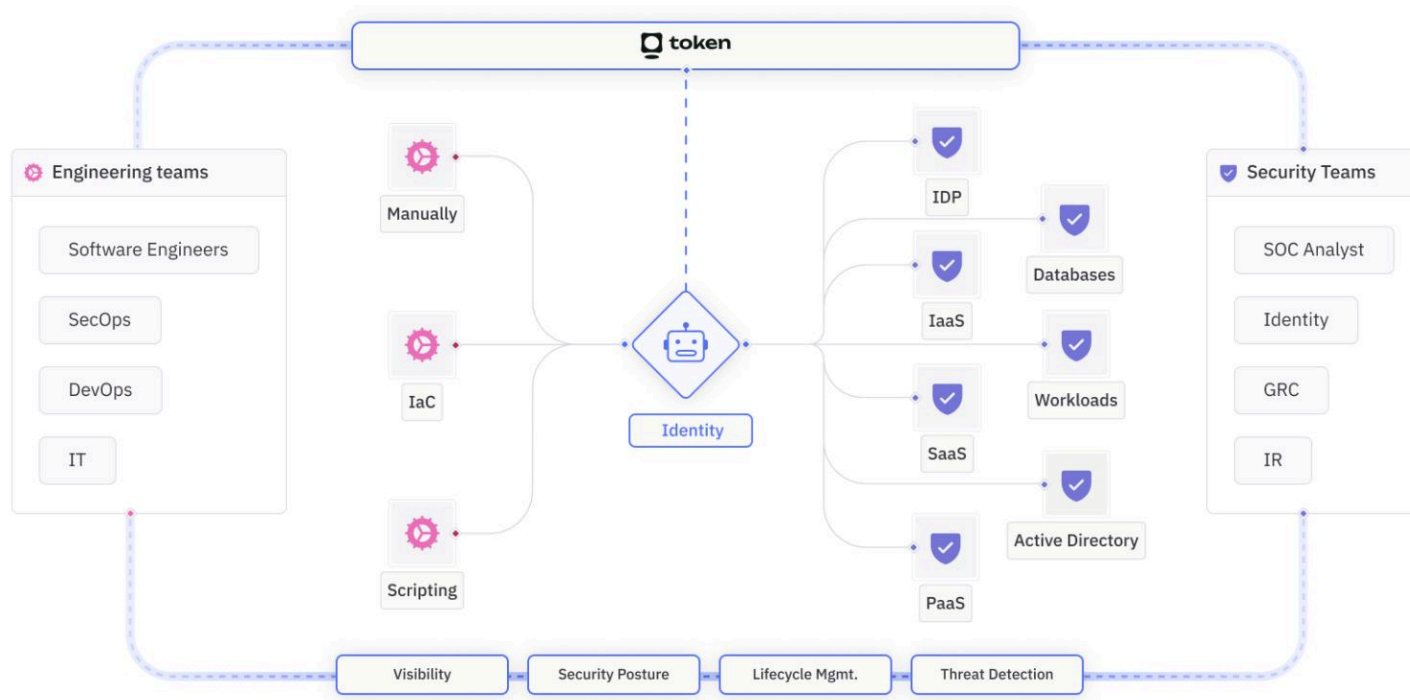 token
Engineering teams
Software Engineers
SecOps
DevOps
IT
Manually
IaC
Scripting
Identity
IDP
Databases
IaaS
Workloads
SaaS
Active Directory
PaaS
Security Teams
SOC Analyst
Identity
GRC
IR
Visibility
Security Posture
Lifecycle Mgmt.
Threat Detection